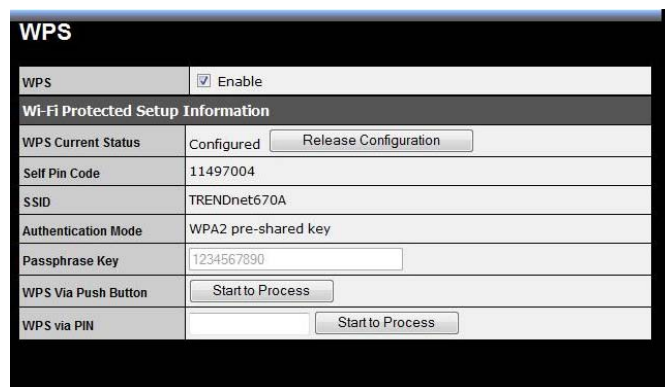 WPS
WPS Enable
Wi-Fi Protected Setup Information
WPS Current Status Configured Release Configuration
Self Pin Code 11497004
SSID TRENDnet670A
Authentication Mode WPA2 pre-shared key
Passphrase Key 1234567890
WPS Via Push Button Start to Process
WPS via PIN Start to Process